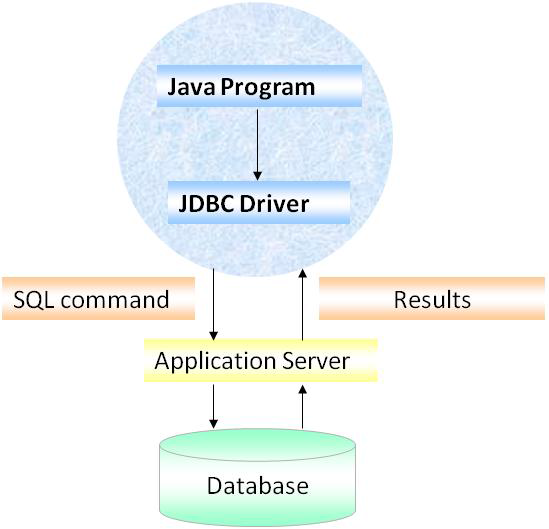 Java Program
JDBC Driver
SQL command
Results
Application Server
Database